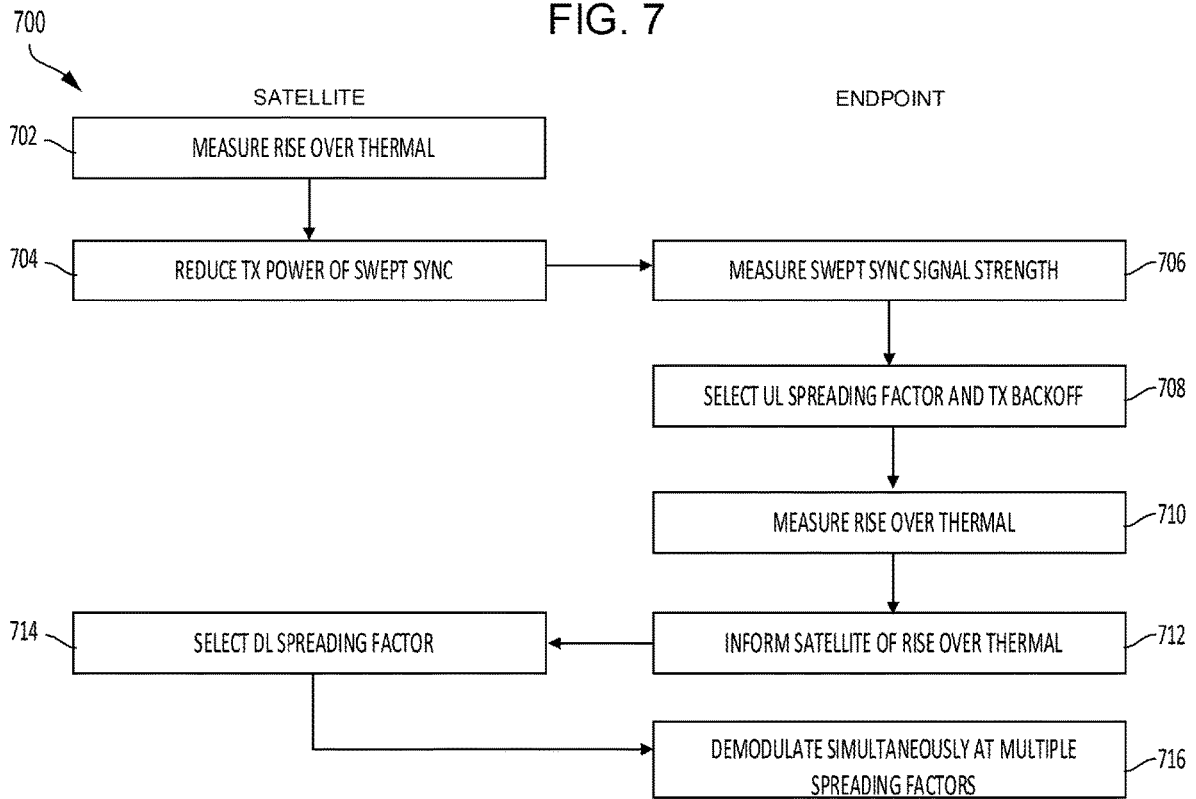 FIG. 7
700
SATELLITE
ENDPOINT
702
MEASURE RISE OVER THERMAL
704
REDUCE TX POWER OF SWEPT SYNC
MEASURE SWEPT SYNC SIGNAL STRENGTH
706
SELECT UL SPREADING FACTOR AND TX BACKOFF
708
MEASURE RISE OVER THERMAL
710
714
SELECT DL SPREADING FACTOR
INFORM SATELLITE OF RISE OVER THERMAL
712
DEMODULATE SIMULTANEOUSLY AT MULTIPLE
SPREADING FACTORS
716